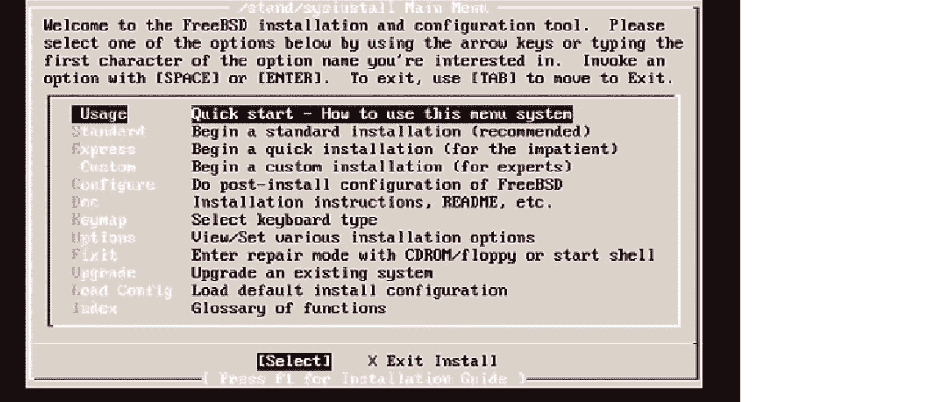 /stand/sysinstall Main Menu
Welcome to the FreeBSD installation and configuration tool. Please
select one of the options below by using the arrow keys or typing the
first character of the option name you're interested in. Invoke an
option with [SPACE] or [ENTER]. To exit, use [TAB] to move to Exit.
Usage Quick start - How to use this menu system
Standard Begin a standard installation (recommended)
Express Begin a quick installation (for the impatient)
Custom Begin a custom installation (for experts)
Configure Do post-install configuration of FreeBSD
Doc Installation instructions, README, etc.
Keymap Select keyboard type
Options View/Set various installation options
Fixit Enter repair mode with CDROM/floppy or start shell
Upgrade Upgrade an existing system
Load Config Load default install configuration
Index Glossary of functions
[Select] X Exit Install
[ Press F1 for Installation Guide ]